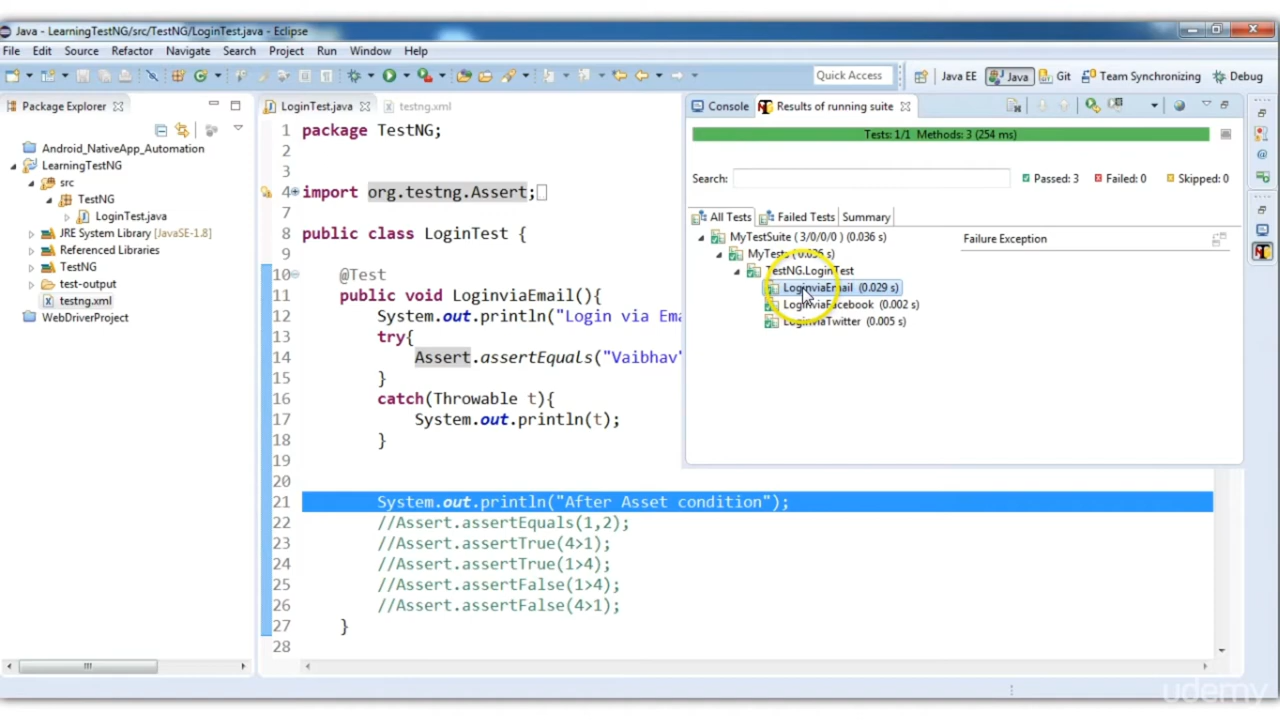 Java - LearningTestNG/src/TestNG/LoginTest.java - Eclipse
File Edit Source Refactor Navigate Search Project Run Window Help
Quick Access Java EE Java Git Team Synchronizing Debug
Package Explorer
Android_NativeApp_Automation
LearningTestNG
src
TestNG
LoginTest.java
JRE System Library [JavaSE-1.8]
Referenced Libraries
TestNG
test-output
testng.xml
WebDriverProject
LoginTest.java testng.xml
1 package TestNG;
2
3
4 import org.testng.Assert;
7
8 public class LoginTest {
9
10 @Test
11 public void LoginviaEmail(){
12 System.out.println("Login via Ema
13 try{
14 Assert.assertEquals("Vaibhav"
15 }
16 catch(Throwable t){
17 System.out.println(t);
18 }
19
20
21 System.out.println("After Asset condition");
22 //Assert.assertEquals(1,2);
23 //Assert.assertTrue(4>1);
24 //Assert.assertTrue(1>4);
25 //Assert.assertFalse(1>4);
26 //Assert.assertFalse(4>1);
27 }
28
Console Results of running suite
Tests: 1/1 Methods: 3 (254 ms)
Search: Passed: 3 Failed: 0 Skipped: 0
All Tests Failed Tests Summary
MyTestSuite ( 3/0/0/0 ) (0.036 s)
MyTests (0.036 s)
TestNG.LoginTest
LoginviaEmail (0.029 s)
LoginviaFacebook (0.002 s)
LoginviaTwitter (0.005 s)
Failure Exception
udemy